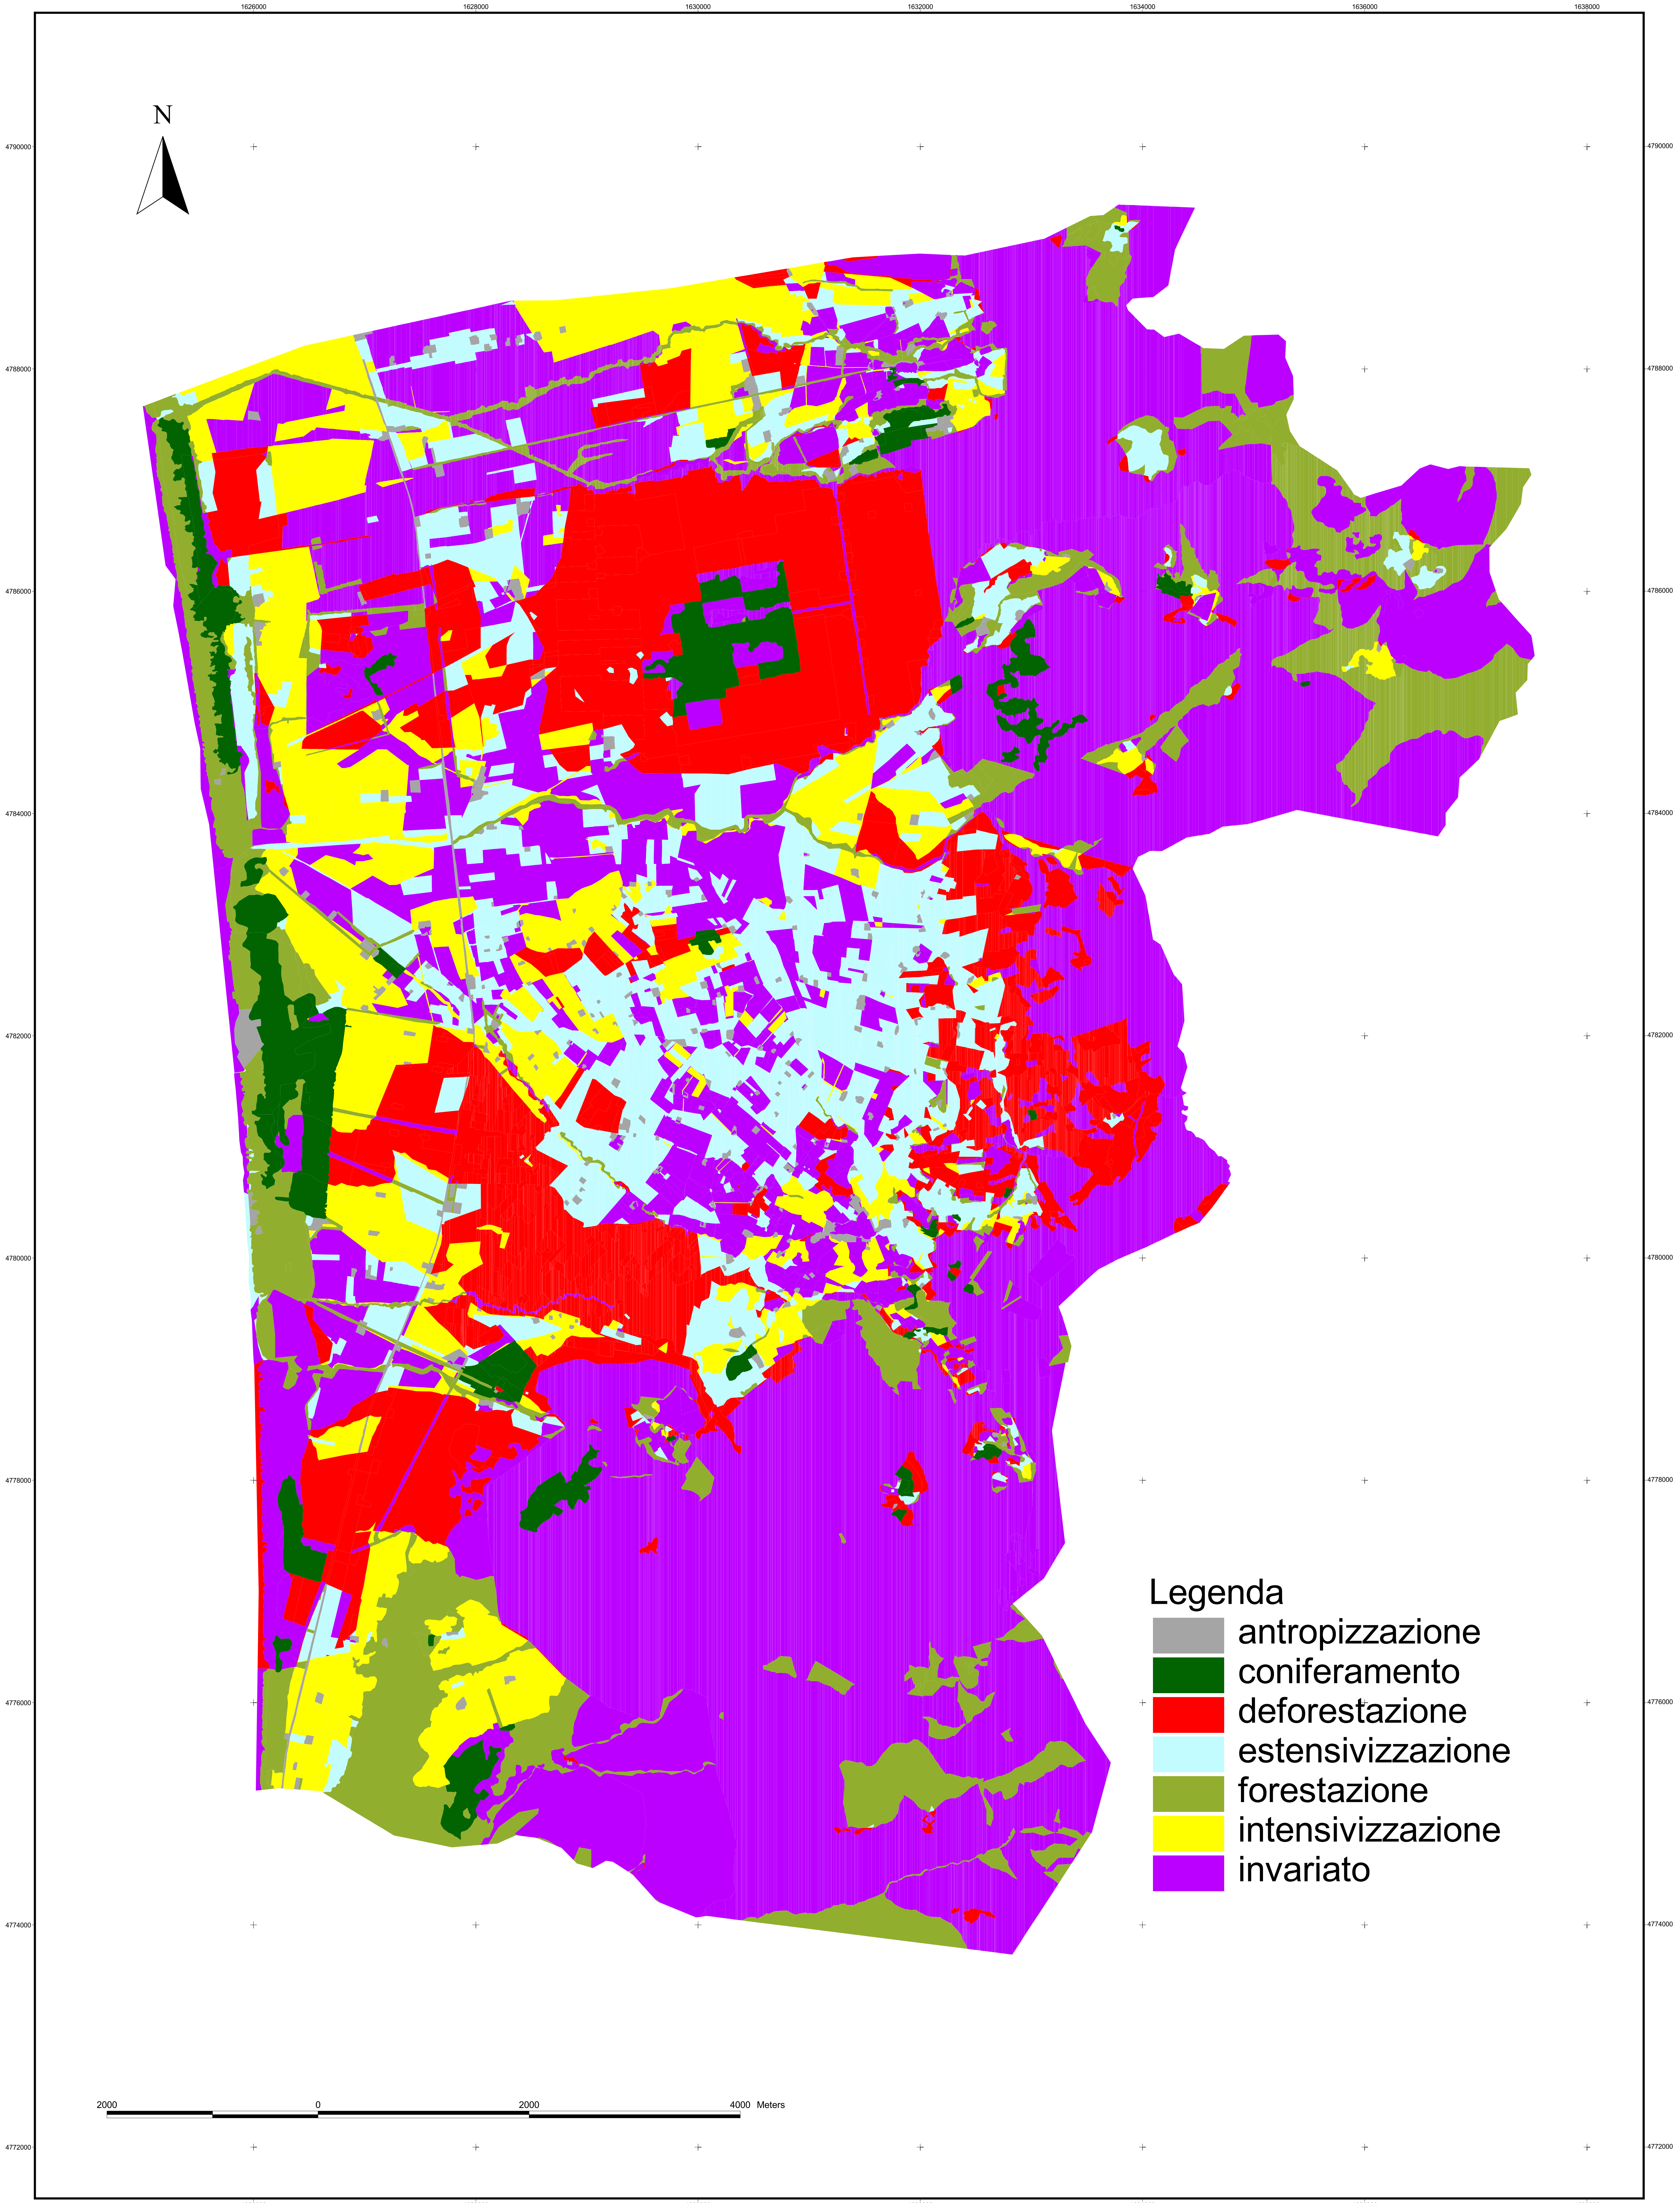 1626000 1628000 1630000 1632000 1634000 1636000 1638000
N
4790000 4790000
4788000 4788000
4786000 4786000
4784000 4784000
4782000 4782000
4780000 4780000
4778000 4778000
Legenda
antropizzazione
coniferamento
deforestazione
estensivizzazione
forestazione
intensivizzazione
invariato
4776000 4776000
4774000 4774000
2000 0 2000 4000 Meters
4772000 4772000